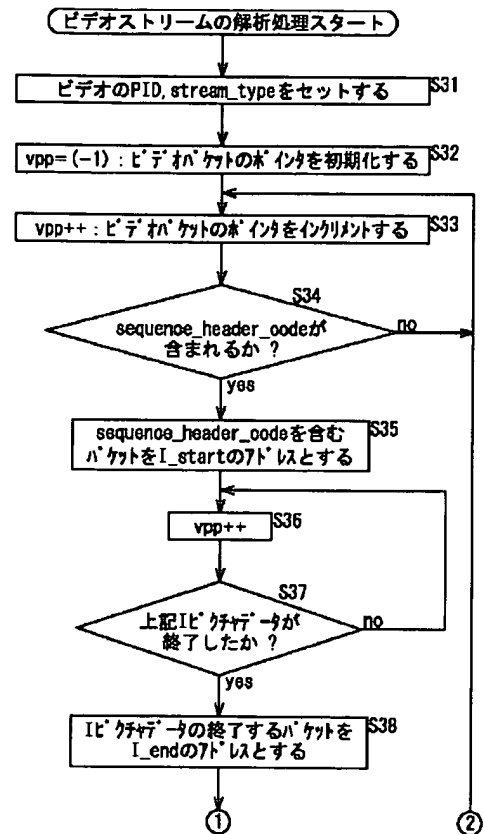 ビデオストリームの解析処理スタート
ビデオのPID,stream_typeをセットする
S31
vpp=(-1):ビデオパケットのポインタを初期化する
S32
vpp++:ビデオパケットのポインタをインクリメントする
S33
S34
sequence_header_codeが
含まれるか ?
no
yes
sequence_header_codeを含む
パケットをI_startのアドレスとする
S35
vpp++
S36
S37
上記Iピクチャデータが
終了したか ?
no
yes
Iピクチャデータの終了するパケットを
I_endのアドレスとする
S38
①
②